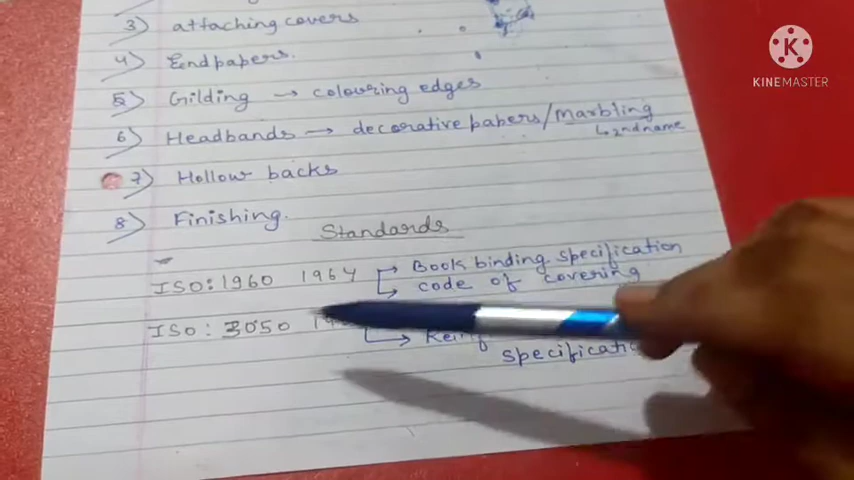 3) attaching covers
4) Endpapers.
5) Gilding → colouring edges
6) Headbands → decorative papers/marbling
↳ 2nd name
7) Hollow backs
8) Finishing.
Standards
ISO: 1960 1964 → Book binding specification
→ code of covering
ISO: 3050
specificati
KINEMASTER